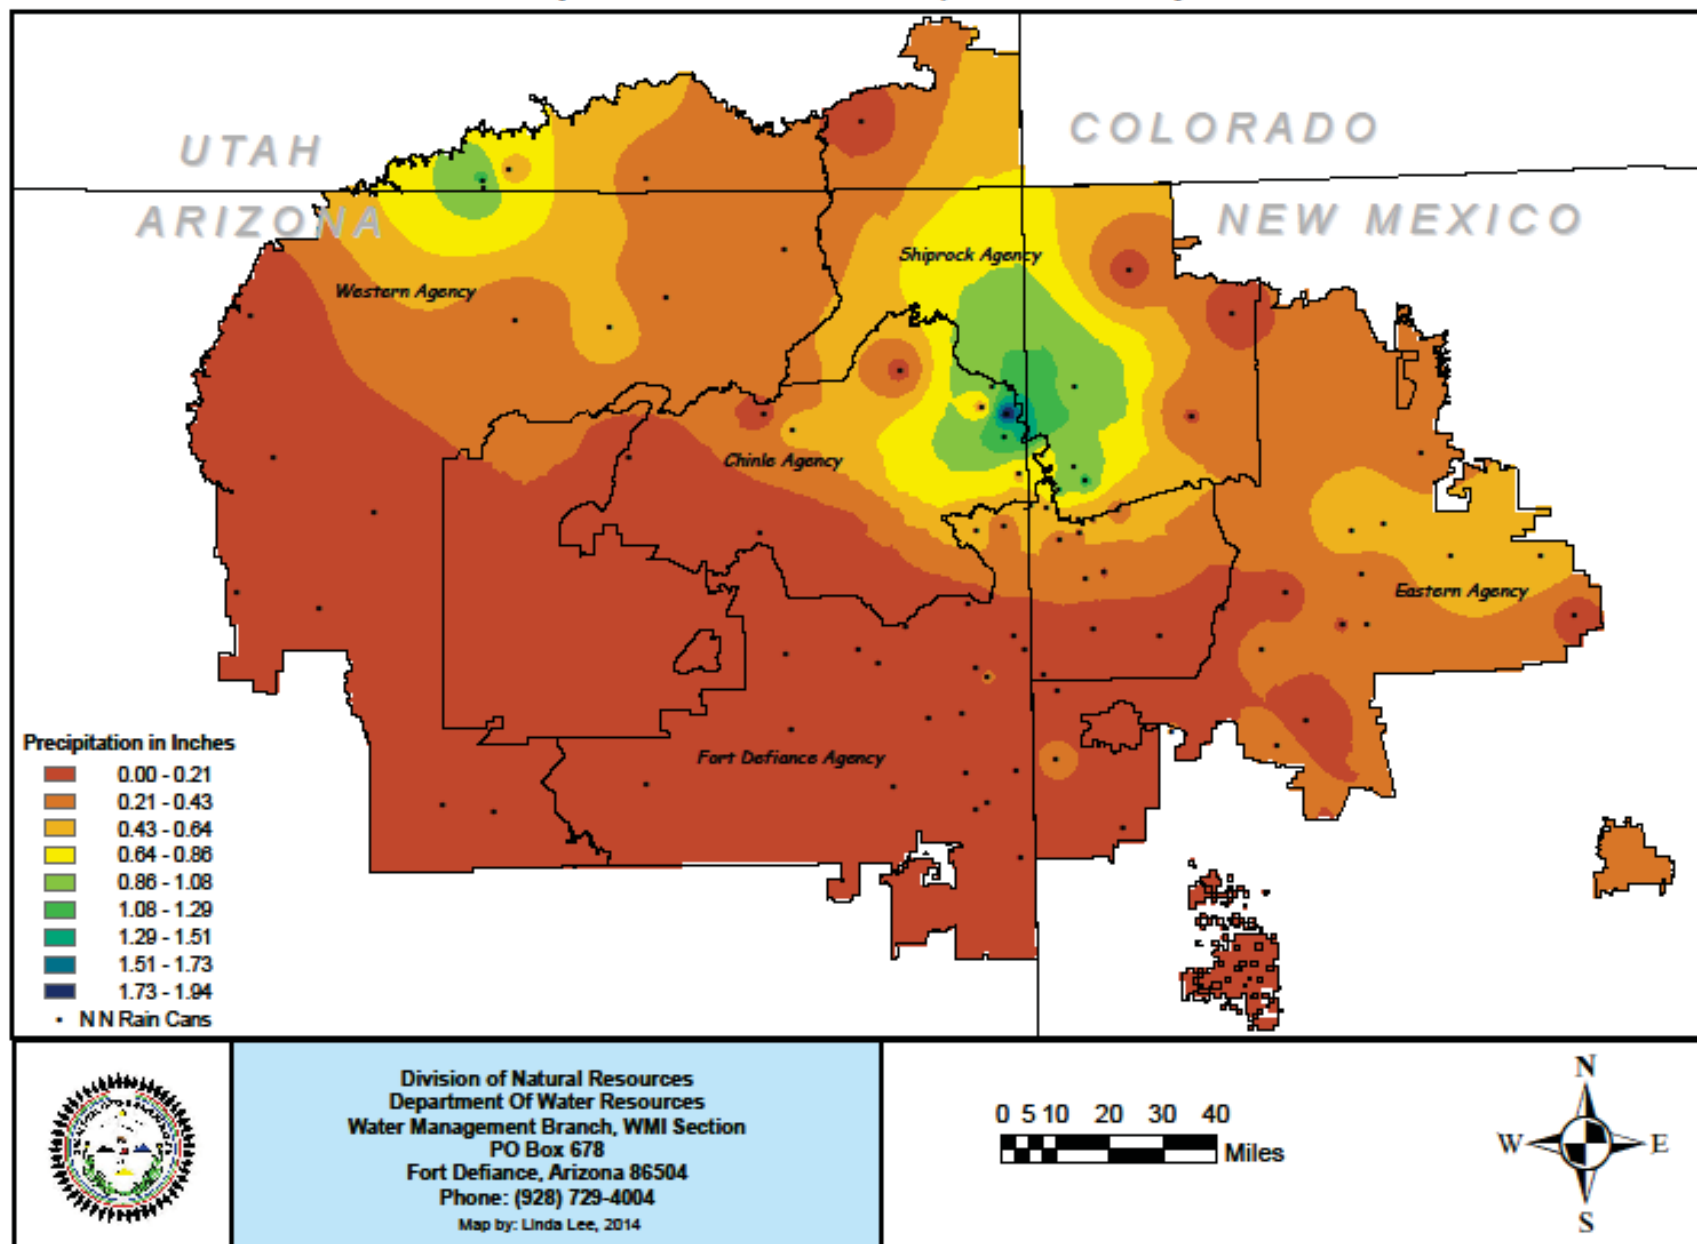 UTAH
COLORADO
ARIZONA
NEW MEXICO
Shiprock Agency
Western Agency
Chinle Agency
Eastern Agency
Fort Defiance Agency
Precipitation in Inches
0.00 - 0.21
0.21 - 0.43
0.43 - 0.64
0.64 - 0.86
0.86 - 1.08
1.08 - 1.29
1.29 - 1.51
1.51 - 1.73
1.73 - 1.94
N N Rain Cans
Division of Natural Resources
Department Of Water Resources
Water Management Branch, WMI Section
PO Box 678
Fort Defiance, Arizona 86504
Phone: (928) 729-4004
Map by: Linda Lee, 2014
0 5 10 20 30 40
Miles
N
W E
S